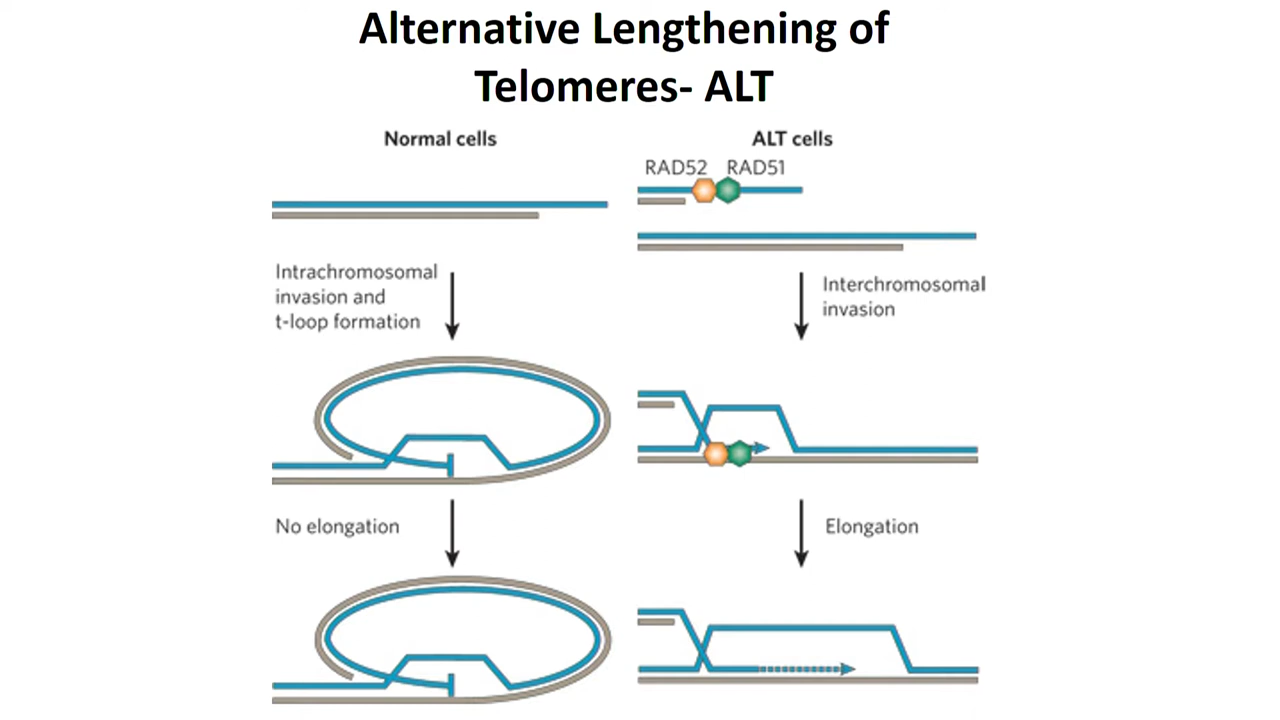 Alternative Lengthening of
Telomeres- ALT
Normal cells
ALT cells
RAD52 RAD51
Intrachromosomal
invasion and
t-loop formation
Interchromosomal
invasion
No elongation
Elongation